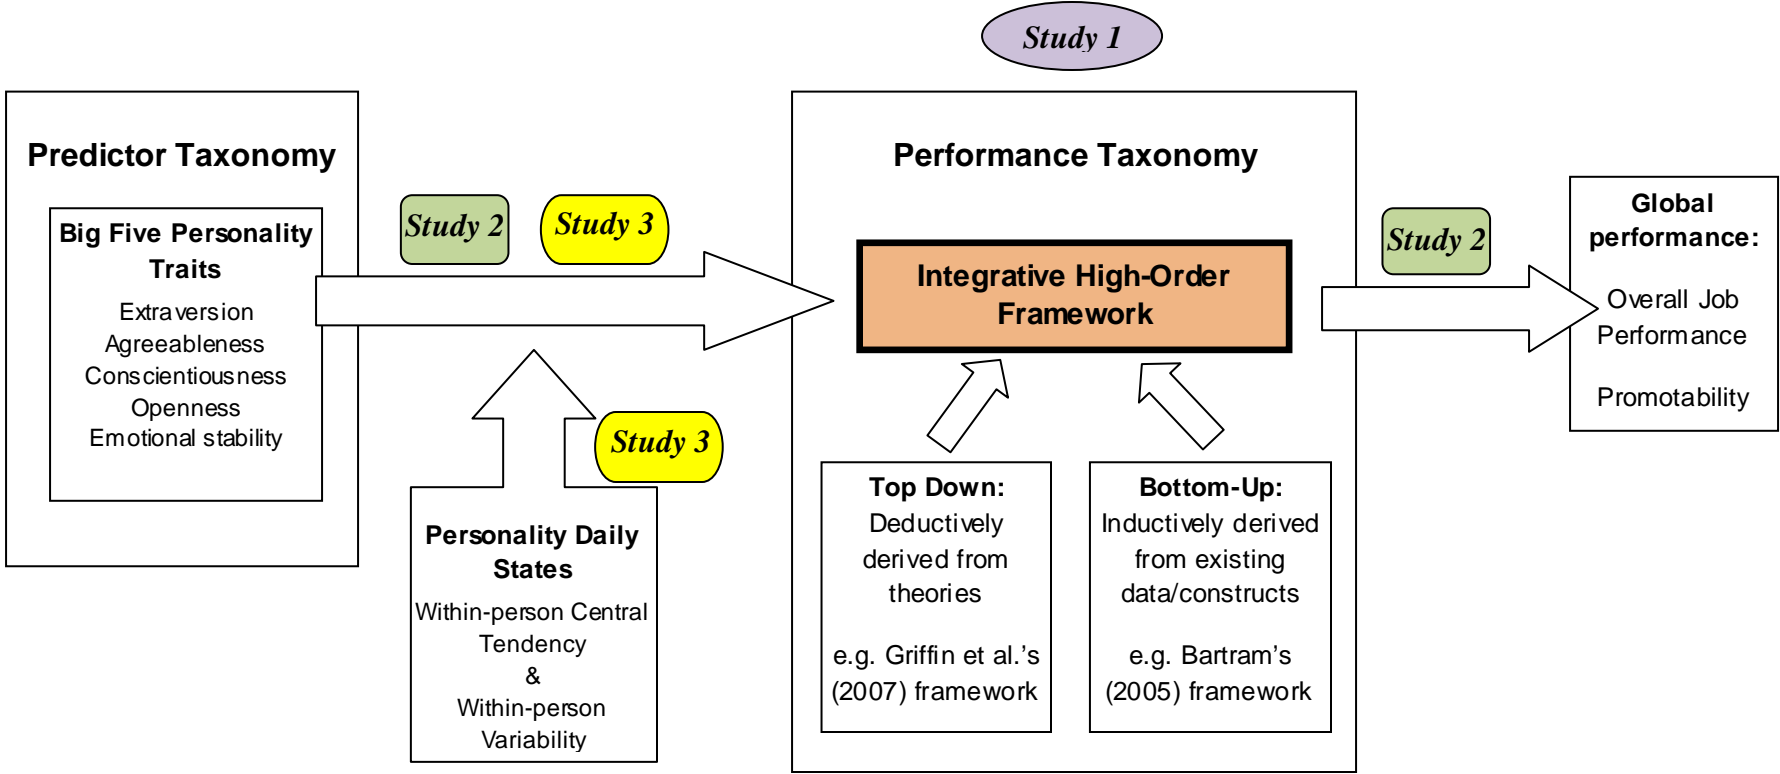 Study 1
Predictor Taxonomy
Big Five Personality
Traits
Extraversion
Agreeableness
Conscientiousness
Openness
Emotional stability
Study 2
Study 3
Study 3
Personality Daily
States
Within-person Central
Tendency
&
Within-person
Variability
Performance Taxonomy
Integrative High-Order
Framework
Top Down:
Deductively
derived from
theories
e.g. Griffin et al.’s
(2007) framework
Bottom-Up:
Inductively derived
from existing
data/constructs
e.g. Bartram’s
(2005) framework
Study 2
Global
performance:
Overall Job
Performance
Promotability